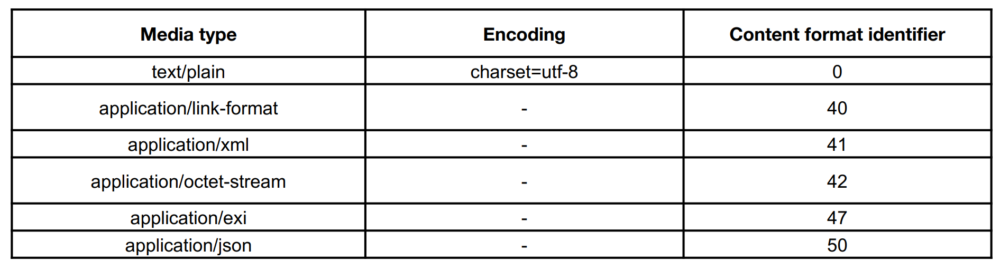 Media type Encoding Content format identifier
text/plain charset=utf-8 0
application/link-format - 40
application/xml - 41
application/octet-stream - 42
application/exi - 47
application/json - 50